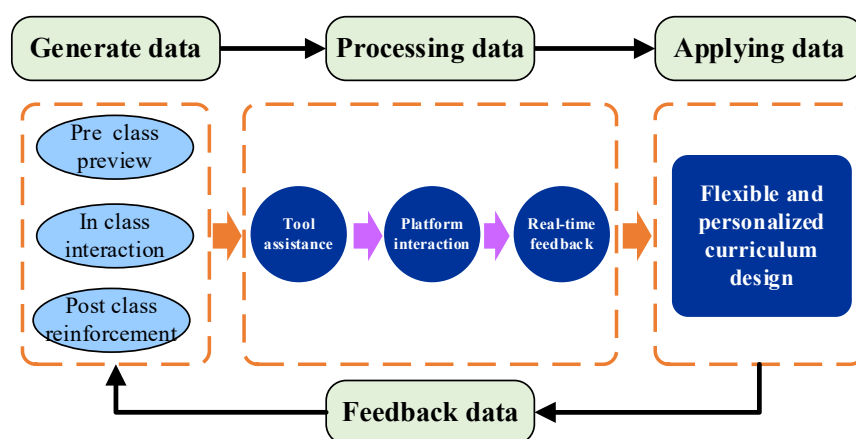 Generate data
Processing data
Applying data
Pre class
preview
In class
interaction
Post class
reinforcement
Tool
assistance
Platform
interaction
Real-time
feedback
Flexible and
personalized
curriculum
design
Feedback data